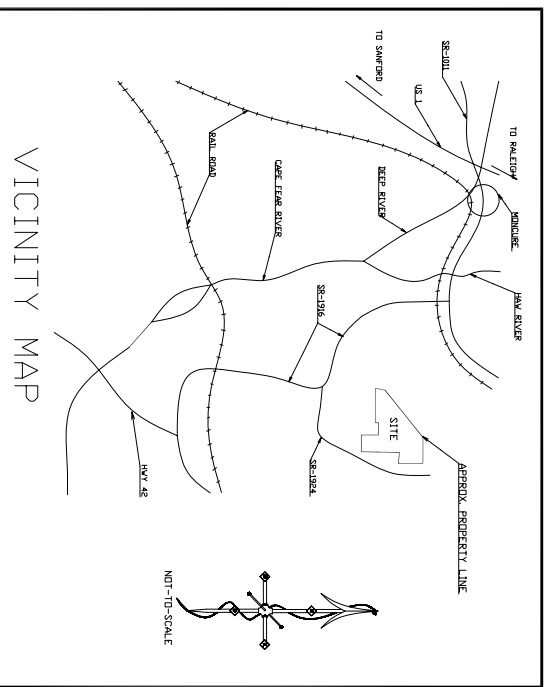 TO RALEIGH
MONCURE
HAW RIVER
APPROX. PROPERTY LINE
SR-1011
US 1
TO SANFORD
DEEP RIVER
SR-1916
SITE
SR-1924
CAPE FEAR RIVER
RAIL ROAD
HWY 42
NOT-TO-SCALE
VICINITY MAP